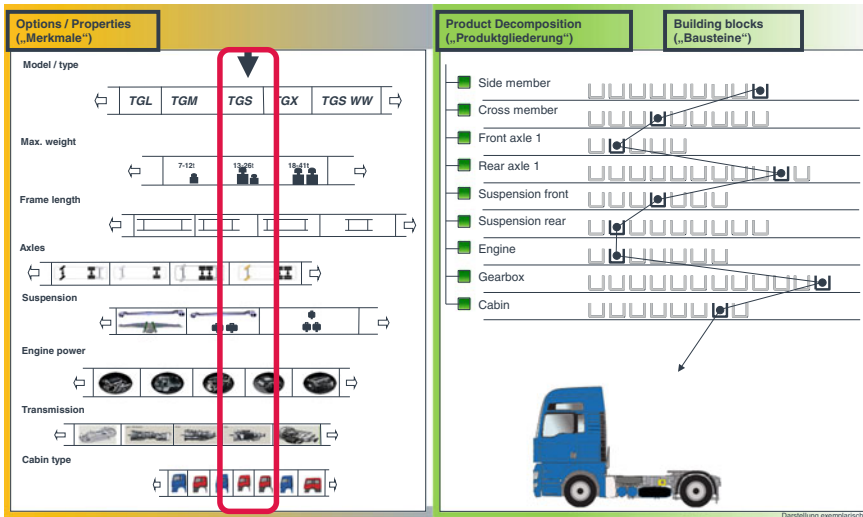 Options / Properties
(„Merkmale“)
Model / type
TGL TGM TGS TGX TGS WW
Max. weight
7-12t 13-26t 18-41t
Frame length
Axles
Suspension
Engine power
Transmission
Cabin type
Product Decomposition
(„Produktgliederung“)
Building blocks
(„Bausteine“)
Side member
Cross member
Front axle 1
Rear axle 1
Suspension front
Suspension rear
Engine
Gearbox
Cabin
Darstellung exemplarisch